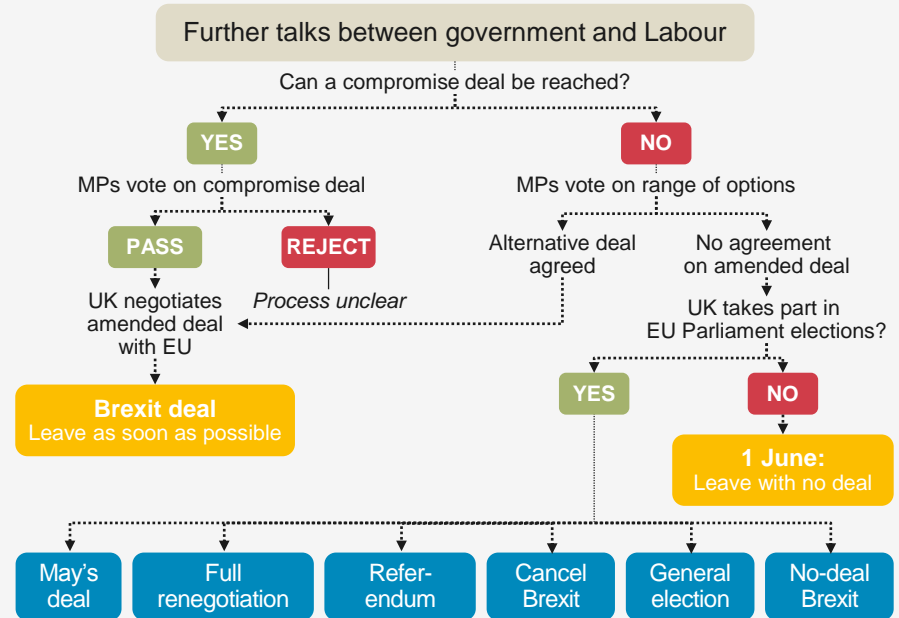 Further talks between government and Labour
Can a compromise deal be reached?
YES
NO
MPs vote on compromise deal
MPs vote on range of options
PASS
REJECT
Alternative deal
agreed
No agreement
on amended deal
UK negotiates
amended deal
with EU
Process unclear
UK takes part in
EU Parliament elections?
YES
NO
Brexit deal
Leave as soon as possible
1 June:
Leave with no deal
May's
deal
Full
renegotiation
Refer-
endum
Cancel
Brexit
General
election
No-deal
Brexit